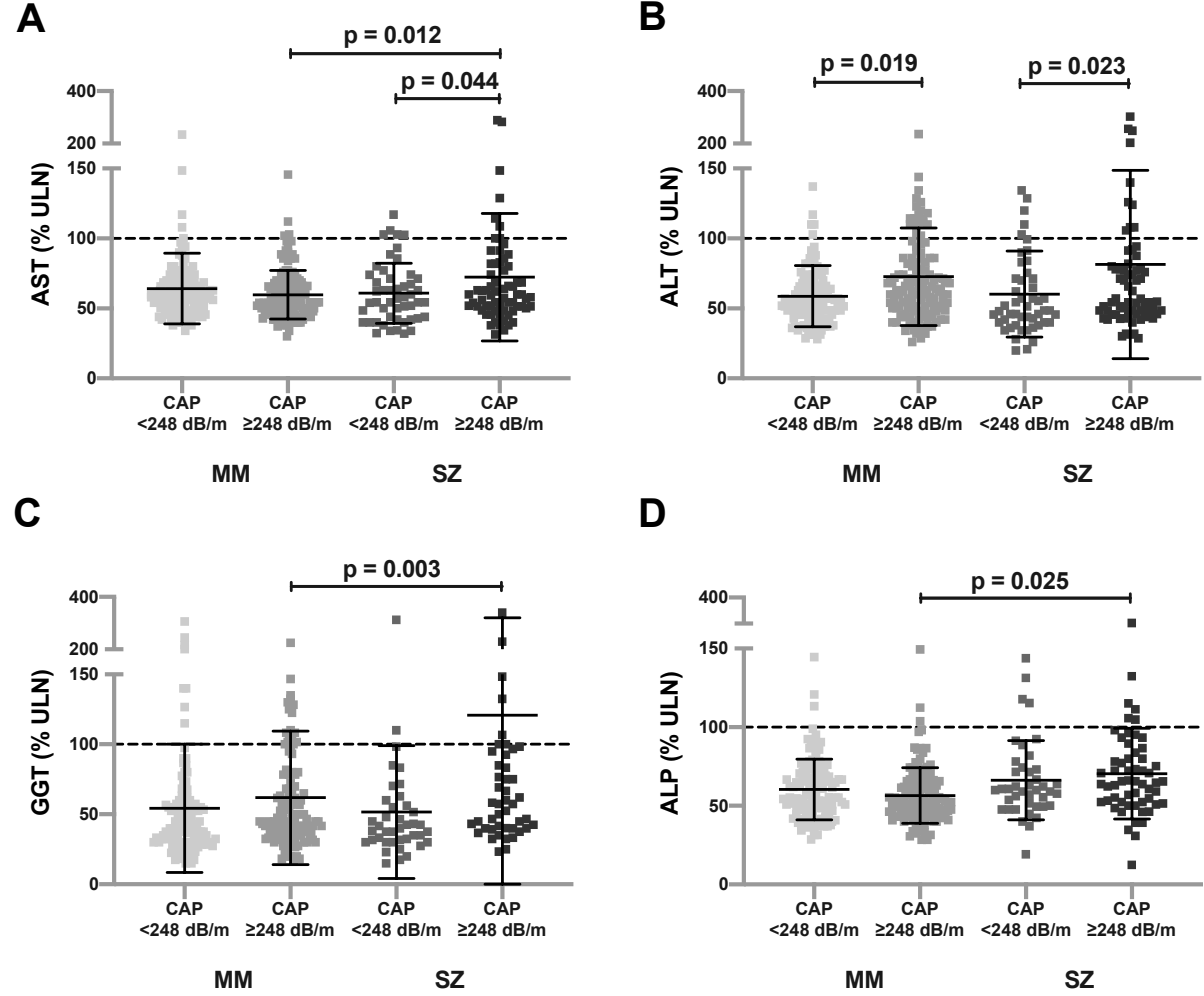 A
p = 0.012
p = 0.044
400
200
150
100
50
0
AST (% ULN)
CAP
<248 dB/m
CAP
≥248 dB/m
CAP
<248 dB/m
CAP
≥248 dB/m
MM
SZ
B
p = 0.019
p = 0.023
400
200
150
100
50
0
ALT (% ULN)
CAP
<248 dB/m
CAP
≥248 dB/m
CAP
<248 dB/m
CAP
≥248 dB/m
MM
SZ
C
p = 0.003
400
200
150
100
50
0
GGT (% ULN)
CAP
<248 dB/m
CAP
≥248 dB/m
CAP
<248 dB/m
CAP
≥248 dB/m
MM
SZ
D
p = 0.025
400
200
150
100
50
0
ALP (% ULN)
CAP
<248 dB/m
CAP
≥248 dB/m
CAP
<248 dB/m
CAP
≥248 dB/m
MM
SZ